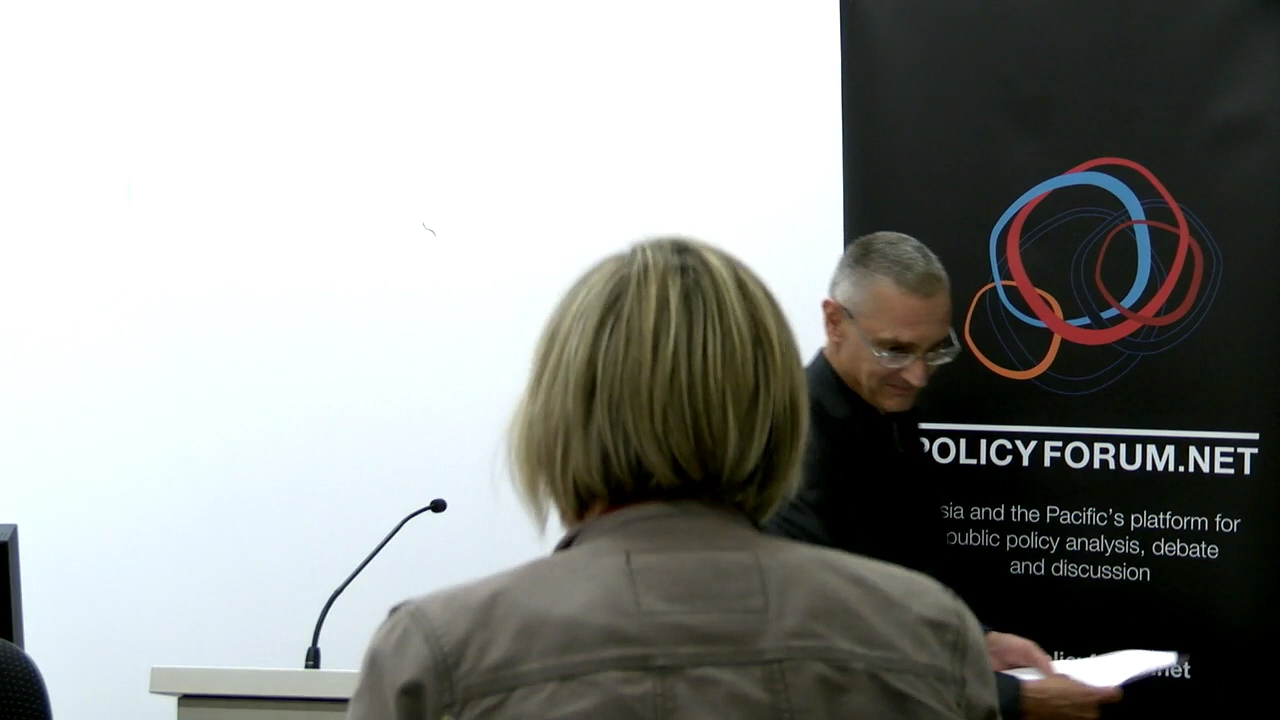 POLICYFORUM.NET
sia and the Pacific's platform for
public policy analysis, debate
and discussion